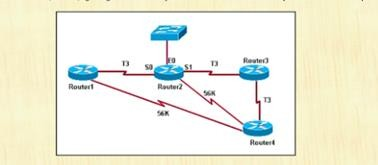 E0
T3
S0
S1
T3
Router3
Router1
Router2
56K
T3
56K
Router4